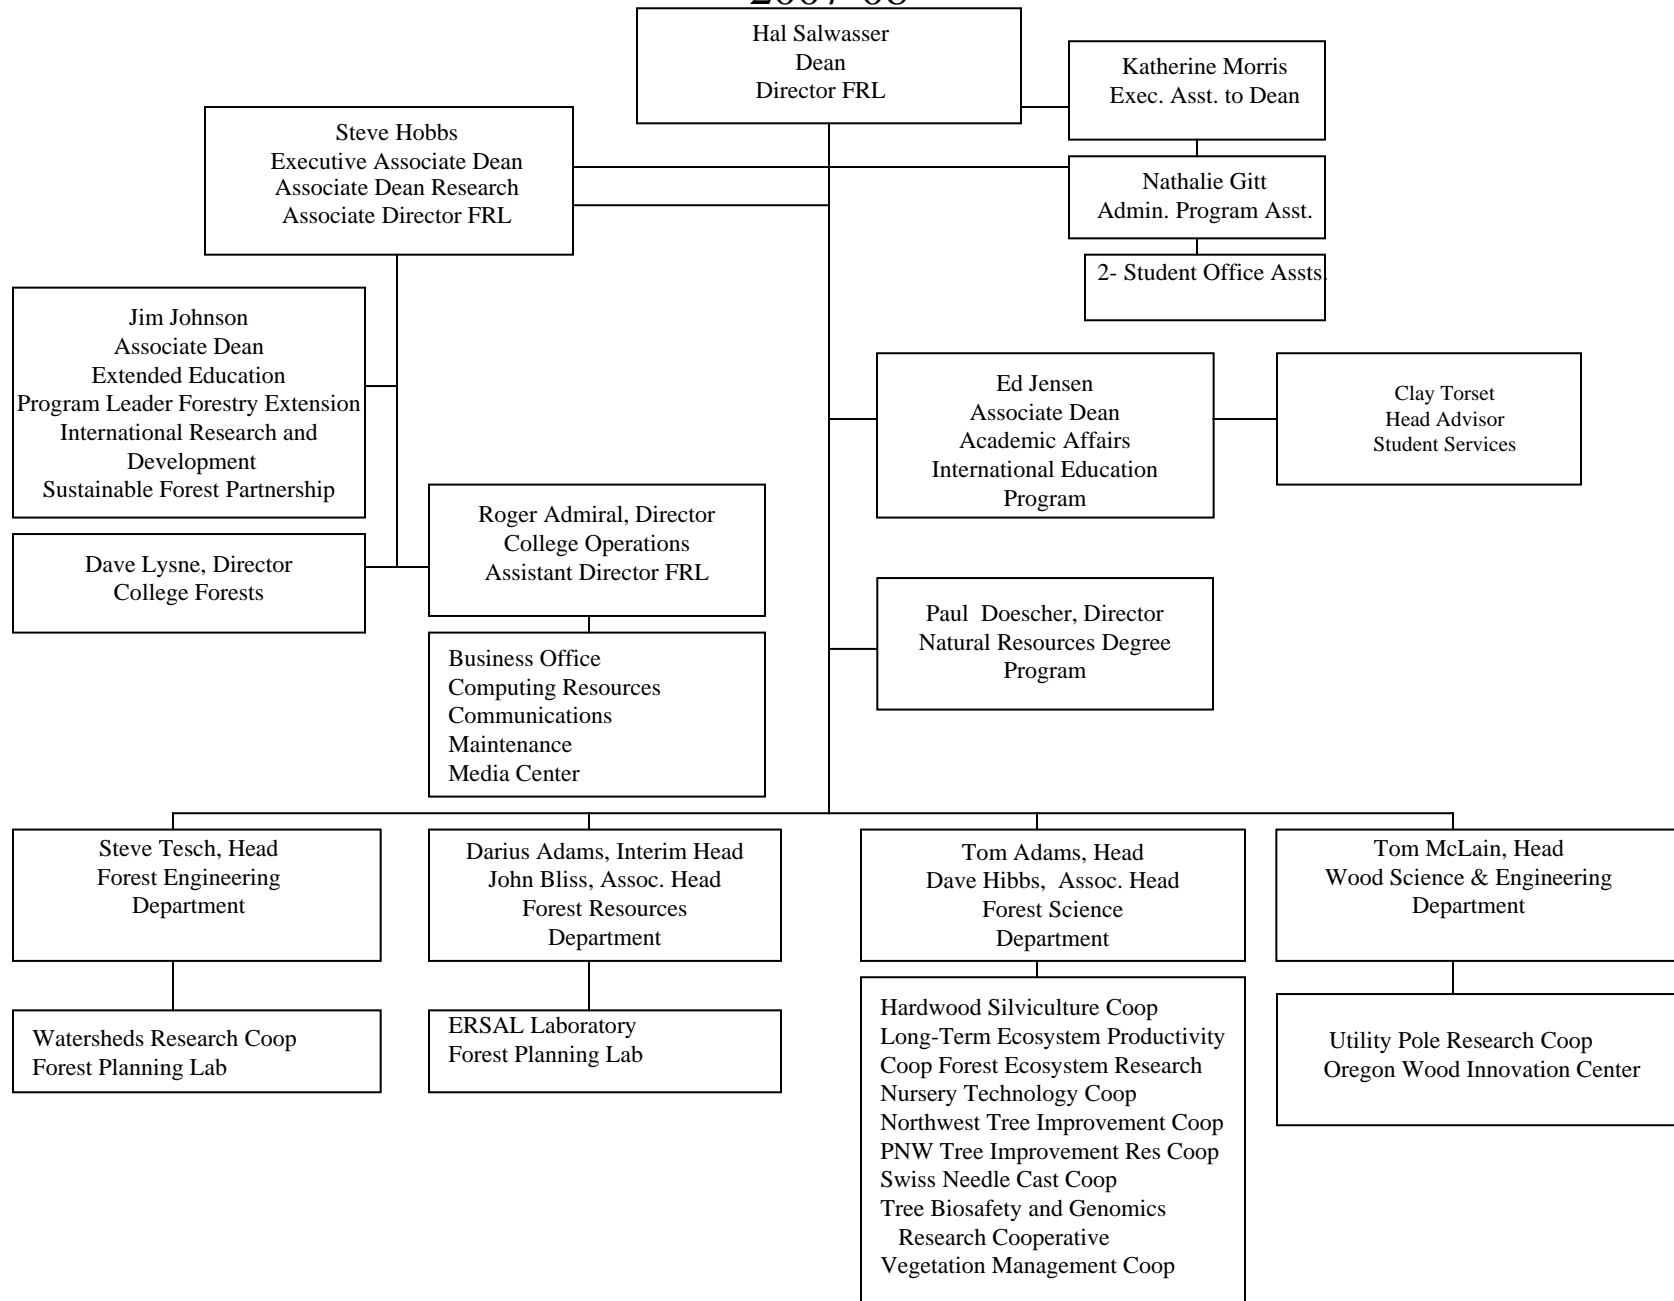 2007-08
Hal Salwasser
Dean
Director FRL
Katherine Morris
Exec. Asst. to Dean
Steve Hobbs
Executive Associate Dean
Associate Dean Research
Associate Director FRL
Nathalie Gitt
Admin. Program Asst.
2- Student Office Assts.
Jim Johnson
Associate Dean
Extended Education
Program Leader Forestry Extension
International Research and
Development
Sustainable Forest Partnership
Ed Jensen
Associate Dean
Academic Affairs
International Education
Program
Clay Torset
Head Advisor
Student Services
Roger Admiral, Director
College Operations
Assistant Director FRL
Dave Lysne, Director
College Forests
Paul  Doescher, Director
Natural Resources Degree
Program
Business Office
Computing Resources
Communications
Maintenance
Media Center
Steve Tesch, Head
Forest Engineering
Department
Darius Adams, Interim Head
John Bliss, Assoc. Head
Forest Resources
Department
Tom Adams, Head
Dave Hibbs,  Assoc. Head
Forest Science
Department
Tom McLain, Head
Wood Science & Engineering
Department
Watersheds Research Coop
Forest Planning Lab
ERSAL Laboratory
Forest Planning Lab
Hardwood Silviculture Coop
Long-Term Ecosystem Productivity
Coop Forest Ecosystem Research
Nursery Technology Coop
Northwest Tree Improvement Coop
PNW Tree Improvement Res Coop
Swiss Needle Cast Coop
Tree Biosafety and Genomics
Research Cooperative
Vegetation Management Coop
Utility Pole Research Coop
Oregon Wood Innovation Center